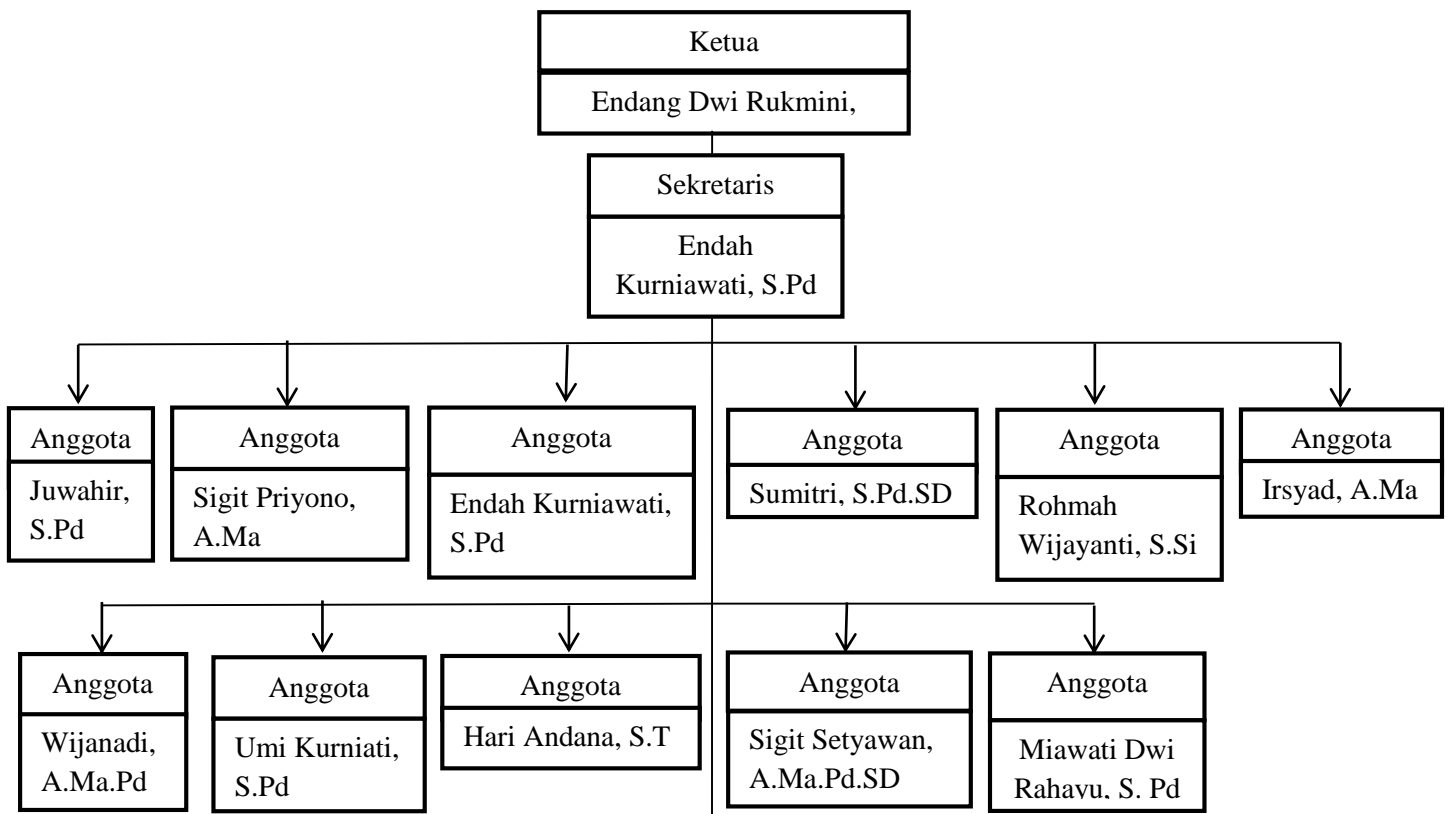 Ketua
Endang Dwi Rukmini,
Sekretaris
Endah
Kurniawati, S.Pd
Anggota
Juwahir,
S.Pd
Anggota
Sigit Priyono,
A.Ma
Anggota
Endah Kurniawati,
S.Pd
Anggota
Sumitri, S.Pd.SD
Anggota
Rohmah
Wijayanti, S.Si
Anggota
Irsyad, A.Ma
Anggota
Wijanadi,
A.Ma.Pd
Anggota
Umi Kurniati,
S.Pd
Anggota
Hari Andana, S.T
Anggota
Sigit Setyawan,
A.Ma.Pd.SD
Anggota
Miawati Dwi
Rahayu, S. Pd